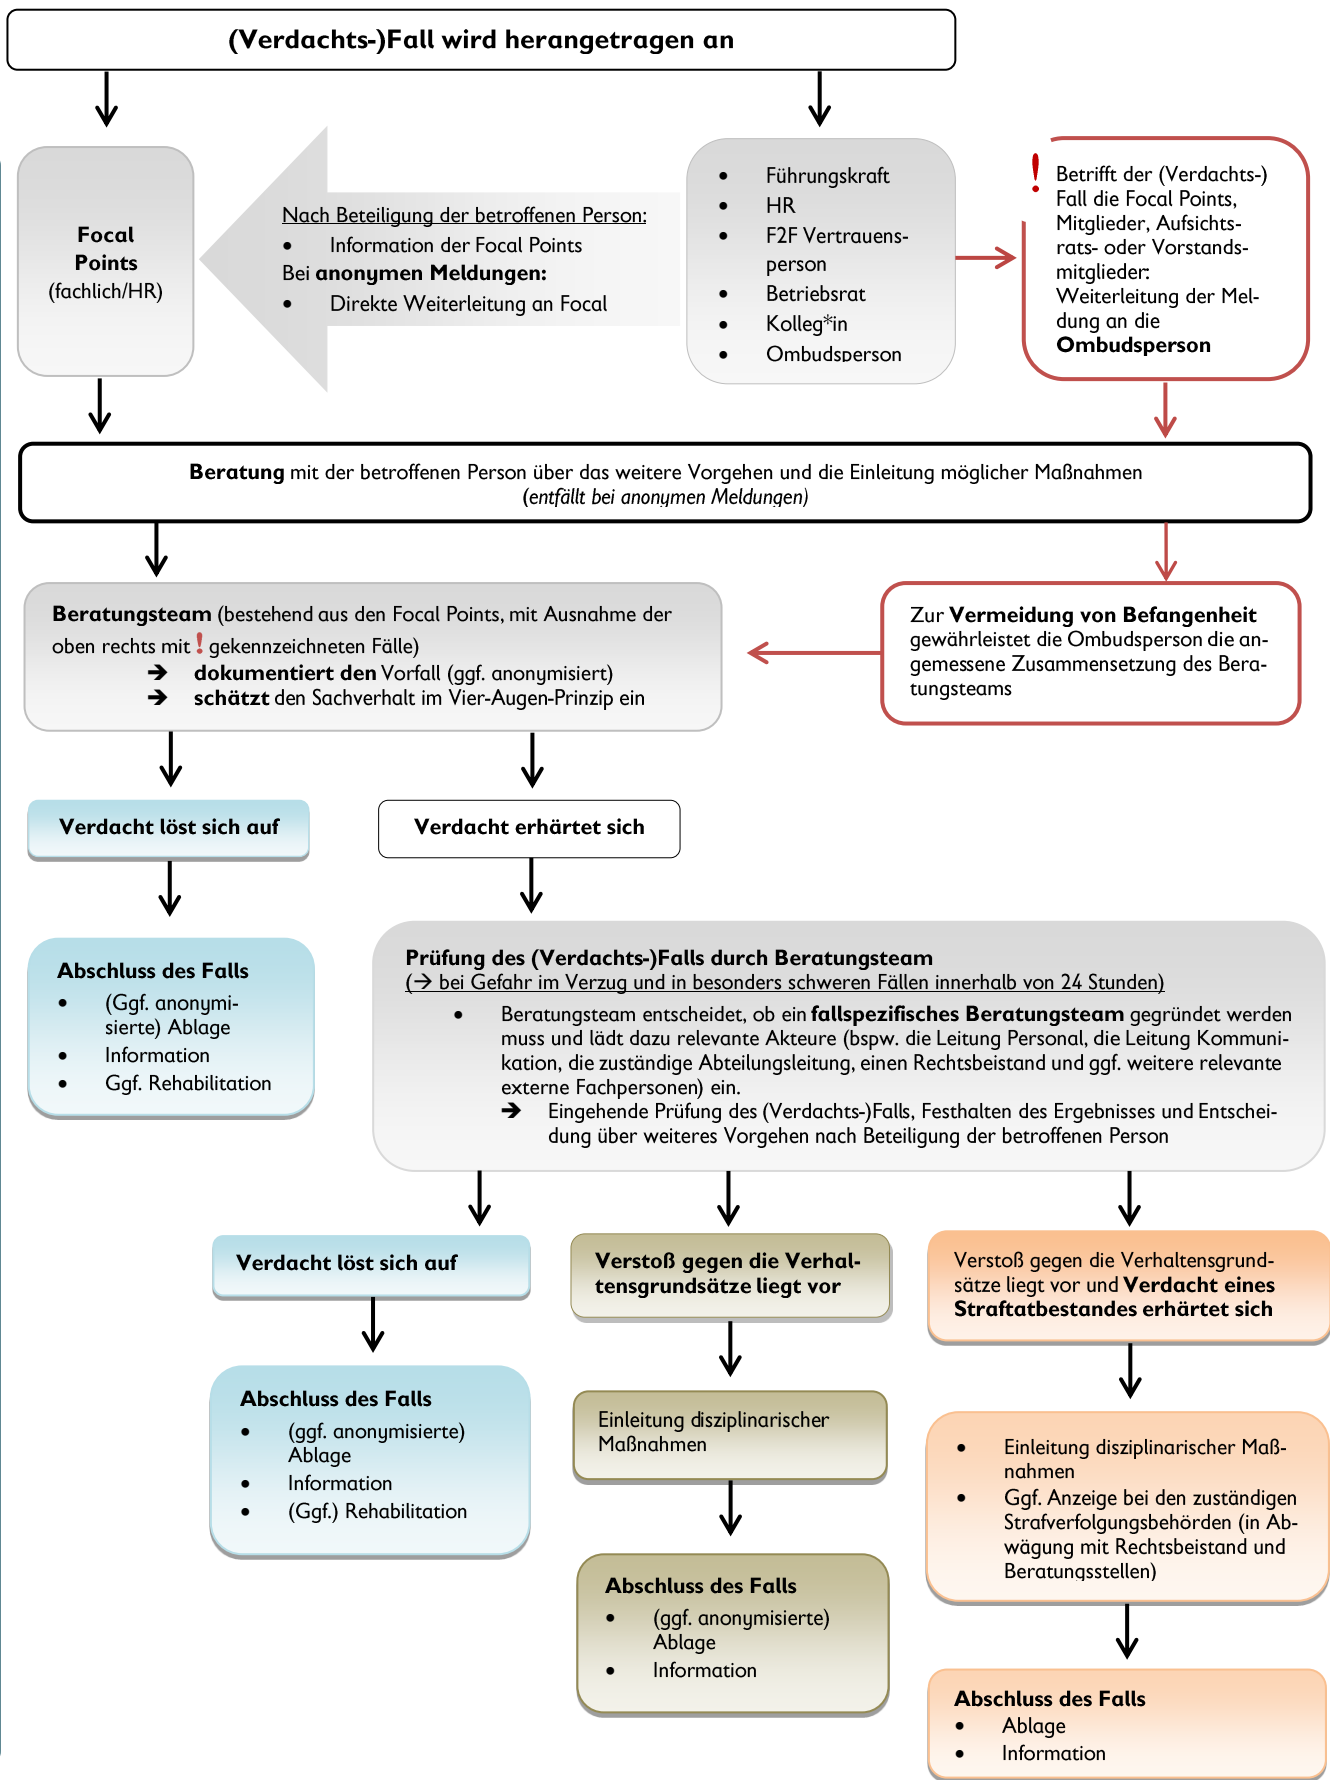 (Verdachts-)Fall wird herangetragen an
Focal
Points
(fachlich/HR)
Nach Beteiligung der betroffenen Person:
• Information der Focal Points
Bei anonymen Meldungen:
• Direkte Weiterleitung an Focal
• Führungskraft
• HR
• F2F Vertrauens-
person
• Betriebsrat
• Kolleg*in
• Ombudsperson
! Betrifft der (Verdachts-)
Fall die Focal Points,
Mitglieder, Aufsichts-
rats- oder Vorstands-
mitglieder:
Weiterleitung der Mel-
dung an die
Ombudsperson
Beratung mit der betroffenen Person über das weitere Vorgehen und die Einleitung möglicher Maßnahmen
(entfällt bei anonymen Meldungen)
Beratungsteam (bestehend aus den Focal Points, mit Ausnahme der
oben rechts mit ! gekennzeichneten Fälle)
➔ dokumentiert den Vorfall (ggf. anonymisiert)
➔ schätzt den Sachverhalt im Vier-Augen-Prinzip ein
Zur Vermeidung von Befangenheit
gewährleistet die Ombudsperson die an-
gemessene Zusammensetzung des Bera-
tungsteams
Verdacht löst sich auf
Verdacht erhärtet sich
Abschluss des Falls
• (Ggf. anonymi-
sierte) Ablage
• Information
• Ggf. Rehabilitation
Prüfung des (Verdachts-)Falls durch Beratungsteam
(→ bei Gefahr im Verzug und in besonders schweren Fällen innerhalb von 24 Stunden)
• Beratungsteam entscheidet, ob ein fallspezifisches Beratungsteam gegründet werden
muss und lädt dazu relevante Akteure (bspw. die Leitung Personal, die Leitung Kommuni-
kation, die zuständige Abteilungsleitung, einen Rechtsbeistand und ggf. weitere relevante
externe Fachpersonen) ein.
➔ Eingehende Prüfung des (Verdachts-)Falls, Festhalten des Ergebnisses und Entschei-
dung über weiteres Vorgehen nach Beteiligung der betroffenen Person
Verdacht löst sich auf
Abschluss des Falls
• (ggf. anonymisierte)
Ablage
• Information
• (Ggf.) Rehabilitation
Verstoß gegen die Verhal-
tensgrundsätze liegt vor
Einleitung disziplinarischer
Maßnahmen
Abschluss des Falls
• (ggf. anonymisierte)
Ablage
• Information
Verstoß gegen die Verhaltensgrund-
sätze liegt vor und Verdacht eines
Straftatbestandes erhärtet sich
• Einleitung disziplinarischer Maß-
nahmen
• Ggf. Anzeige bei den zuständigen
Strafverfolgungsbehörden (in Ab-
wägung mit Rechtsbeistand und
Beratungsstellen)
Abschluss des Falls
• Ablage
• Information